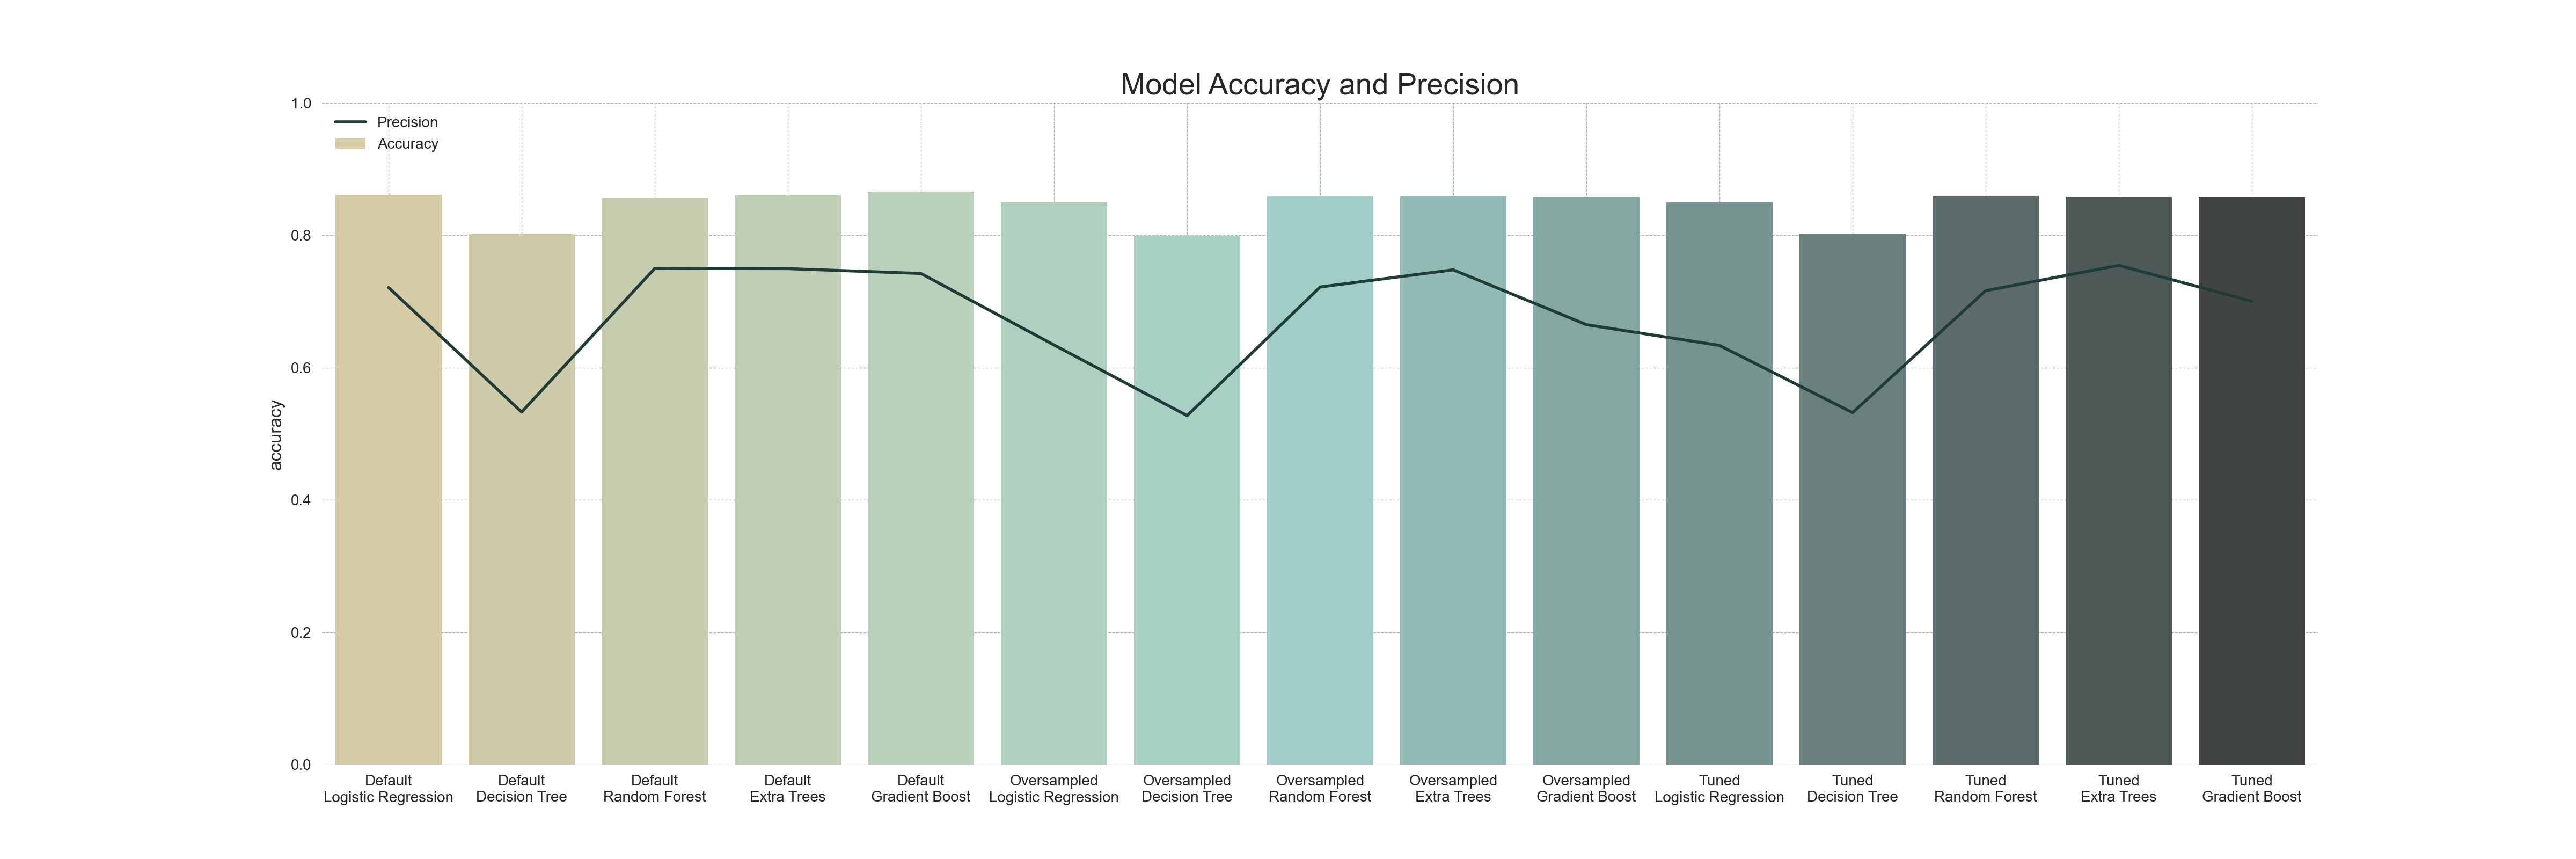 Model Accuracy and Precision
Precision
Accuracy
accuracy
1.0
0.8
0.6
0.4
0.2
0.0
Default
Logistic Regression
Default
Decision Tree
Default
Random Forest
Default
Extra Trees
Default
Gradient Boost
Oversampled
Logistic Regression
Oversampled
Decision Tree
Oversampled
Random Forest
Oversampled
Extra Trees
Oversampled
Gradient Boost
Tuned
Logistic Regression
Tuned
Decision Tree
Tuned
Random Forest
Tuned
Extra Trees
Tuned
Gradient Boost